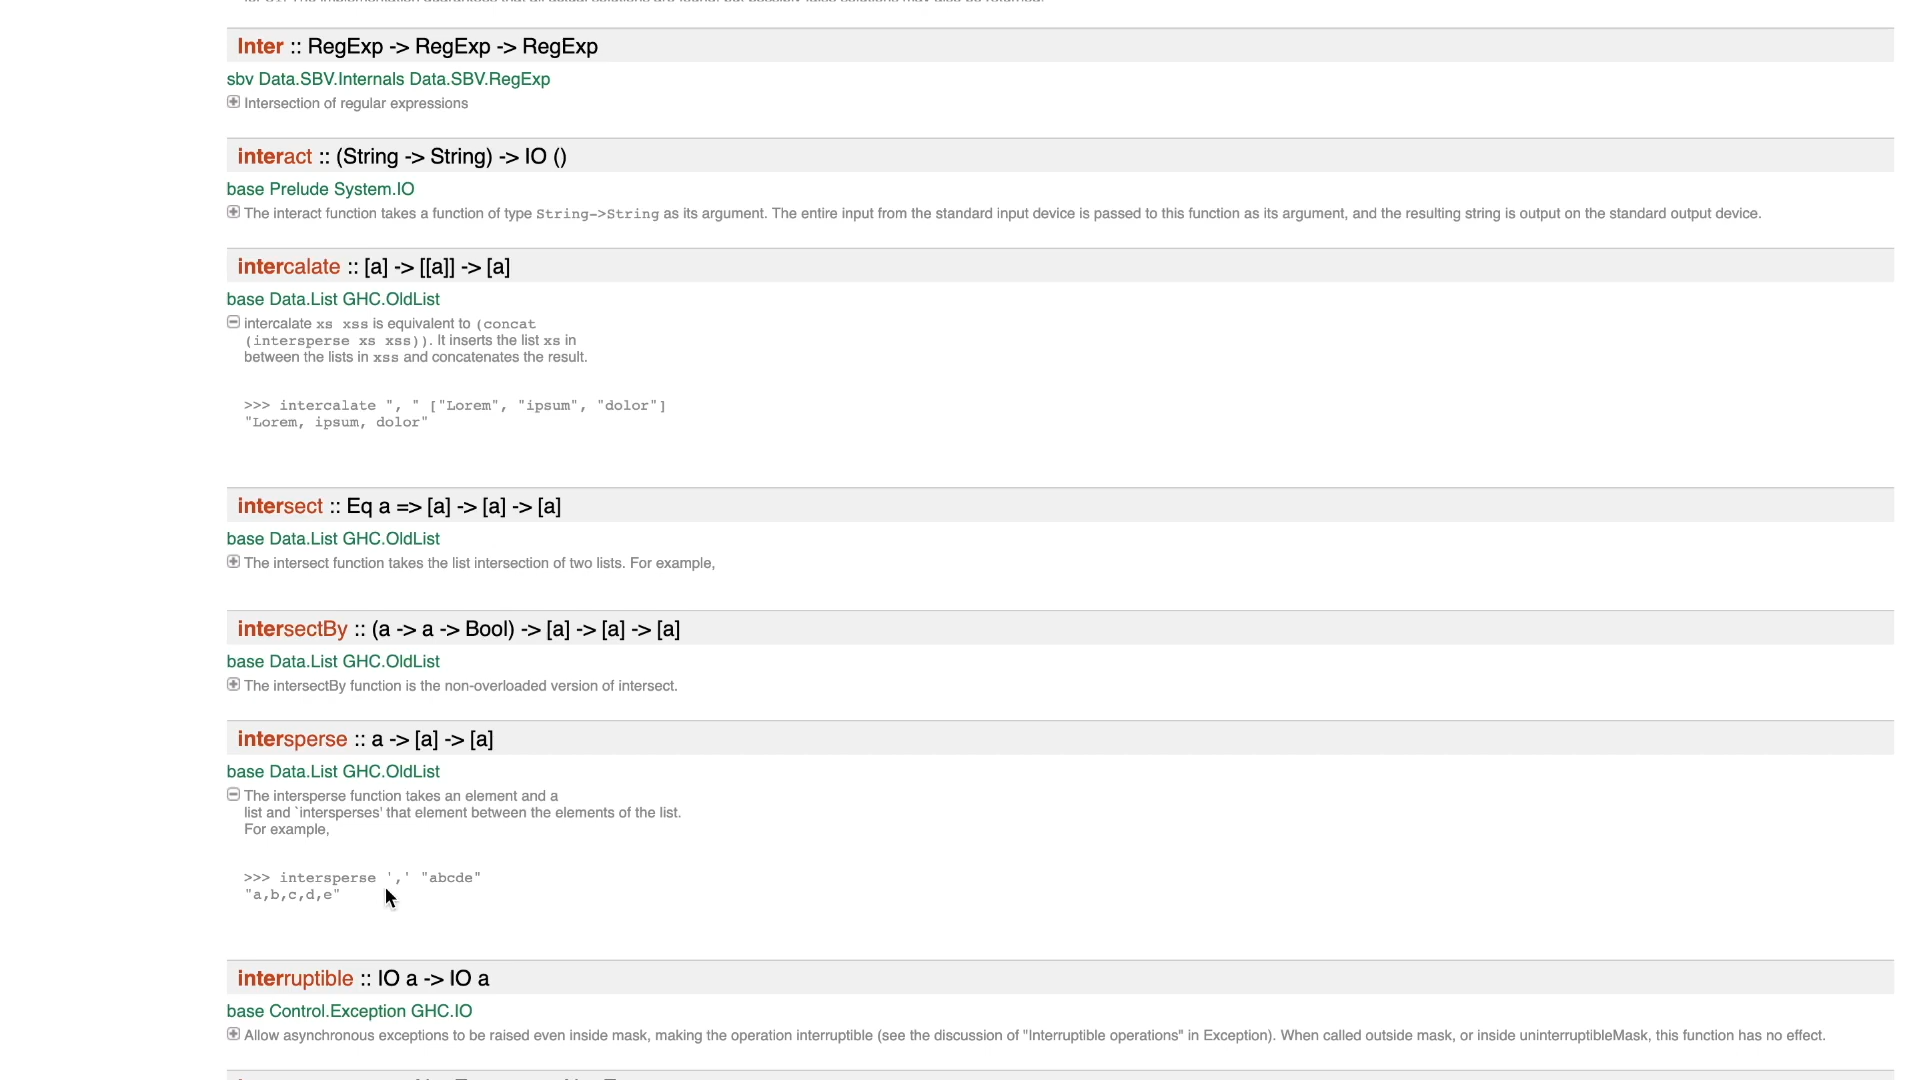 Inter :: RegExp -> RegExp -> RegExp
sbv Data.SBV.Internals Data.SBV.RegExp
Intersection of regular expressions
interact :: (String -> String) -> IO ()
base Prelude System.IO
The interact function takes a function of type String->String as its argument. The entire input from the standard input device is passed to this function as its argument, and the resulting string is output on the standard output device.
intercalate :: [a] -> [[a]] -> [a]
base Data.List GHC.OldList
intercalate xs xss is equivalent to (concat
(intersperse xs xss)). It inserts the list xs in
between the lists in xss and concatenates the result.
>>> intercalate ", " ["Lorem", "ipsum", "dolor"]
"Lorem, ipsum, dolor"
intersect :: Eq a => [a] -> [a] -> [a]
base Data.List GHC.OldList
The intersect function takes the list intersection of two lists. For example,
intersectBy :: (a -> a -> Bool) -> [a] -> [a] -> [a]
base Data.List GHC.OldList
The intersectBy function is the non-overloaded version of intersect.
intersperse :: a -> [a] -> [a]
base Data.List GHC.OldList
The intersperse function takes an element and a
list and `intersperses' that element between the elements of the list.
For example,
>>> intersperse ',' "abcde"
"a,b,c,d,e"
interruptible :: IO a -> IO a
base Control.Exception GHC.IO
Allow asynchronous exceptions to be raised even inside mask, making the operation interruptible (see the discussion of "Interruptible operations" in Exception). When called outside mask, or inside uninterruptibleMask, this function has no effect.